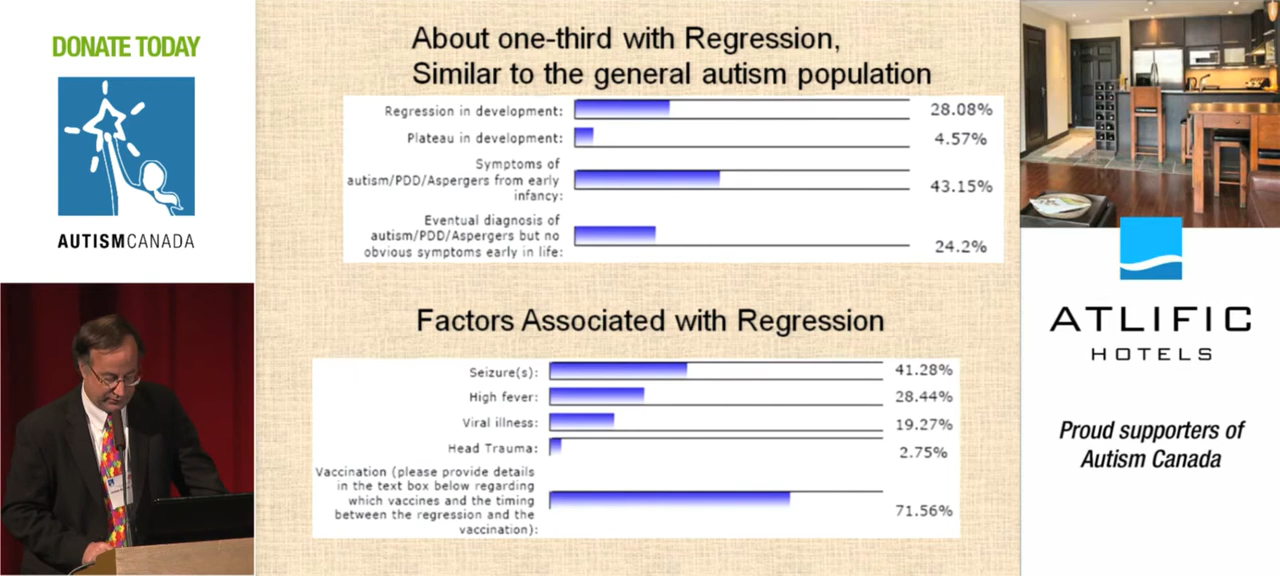 DONATE TODAY
AUTISMCANADA
About one-third with Regression,
Similar to the general autism population
Regression in development: 28.08%
Plateau in development: 4.57%
Symptoms of
autism/PDD/Aspergers from early
infancy: 43.15%
Eventual diagnosis of
autism/PDD/Aspergers but no
obvious symptoms early in life: 24.2%
Factors Associated with Regression
Seizure(s): 41.28%
High fever: 28.44%
Viral illness: 19.27%
Head Trauma: 2.75%
Vaccination (please provide details
in the text box below regarding
which vaccines and the timing
between the regression and the
vaccination): 71.56%
ATLIFIC
HOTELS
Proud supporters of
Autism Canada